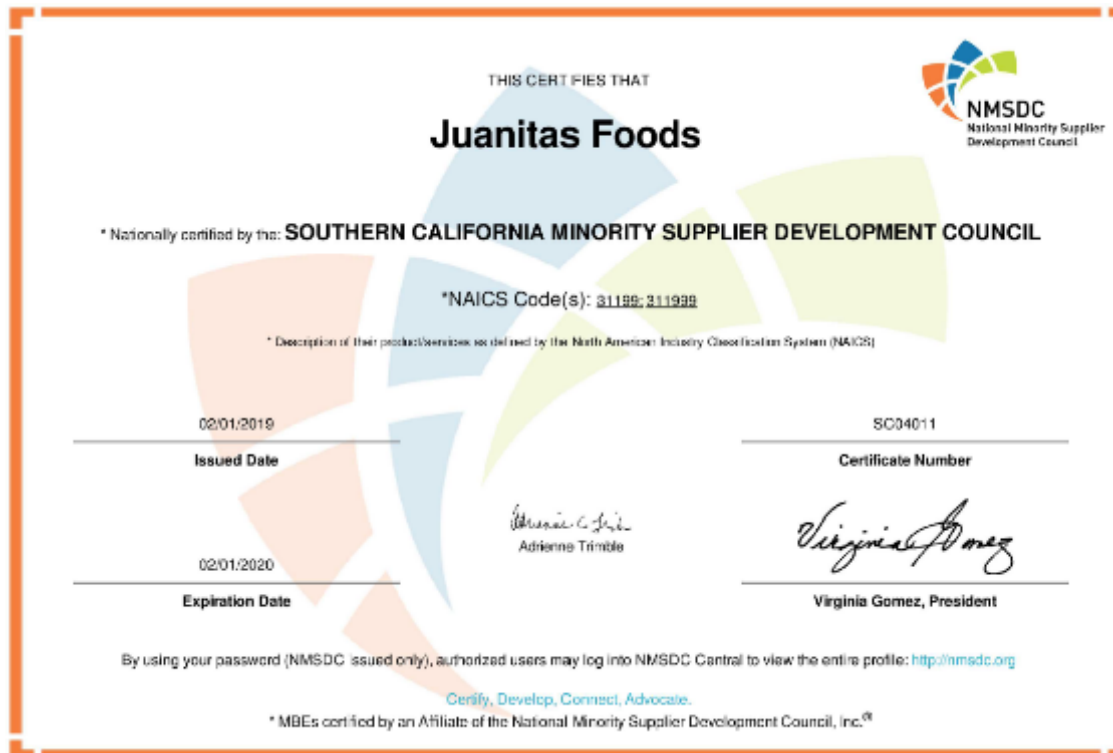 THIS CERTIFIES THAT
NMSDC
National Minority Supplier
Development Council
Juanitas Foods
* Nationally certified by the: SOUTHERN CALIFORNIA MINORITY SUPPLIER DEVELOPMENT COUNCIL
*NAICS Code(s): 31199; 311999
* Description of their product/services as defined by the North American Industry Classification System (NAICS)
02/01/2019
Issued Date
SC04011
Certificate Number
Adrienne Trimble
02/01/2020
Expiration Date
Virginia Gomez
Virginia Gomez, President
By using your password (NMSDC issued only), authorized users may log into NMSDC Central to view the entire profile: http://nmsdc.org
Certify, Develop, Connect, Advocate.
* MBEs certified by an Affiliate of the National Minority Supplier Development Council, Inc.®